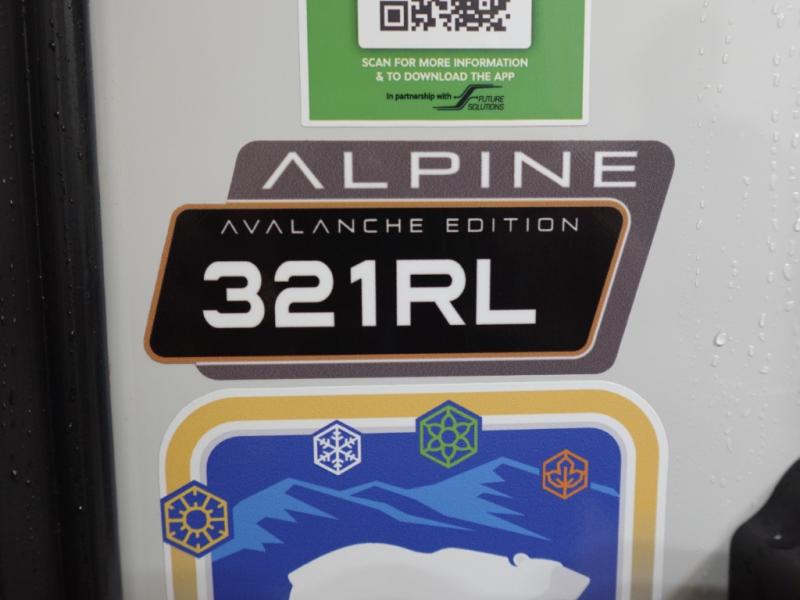 SCAN FOR MORE INFORMATION
& TO DOWNLOAD THE APP
In partnership with FUTURE
SOLUTIONS
ALPINE
AVALANCHE EDITION
321RL